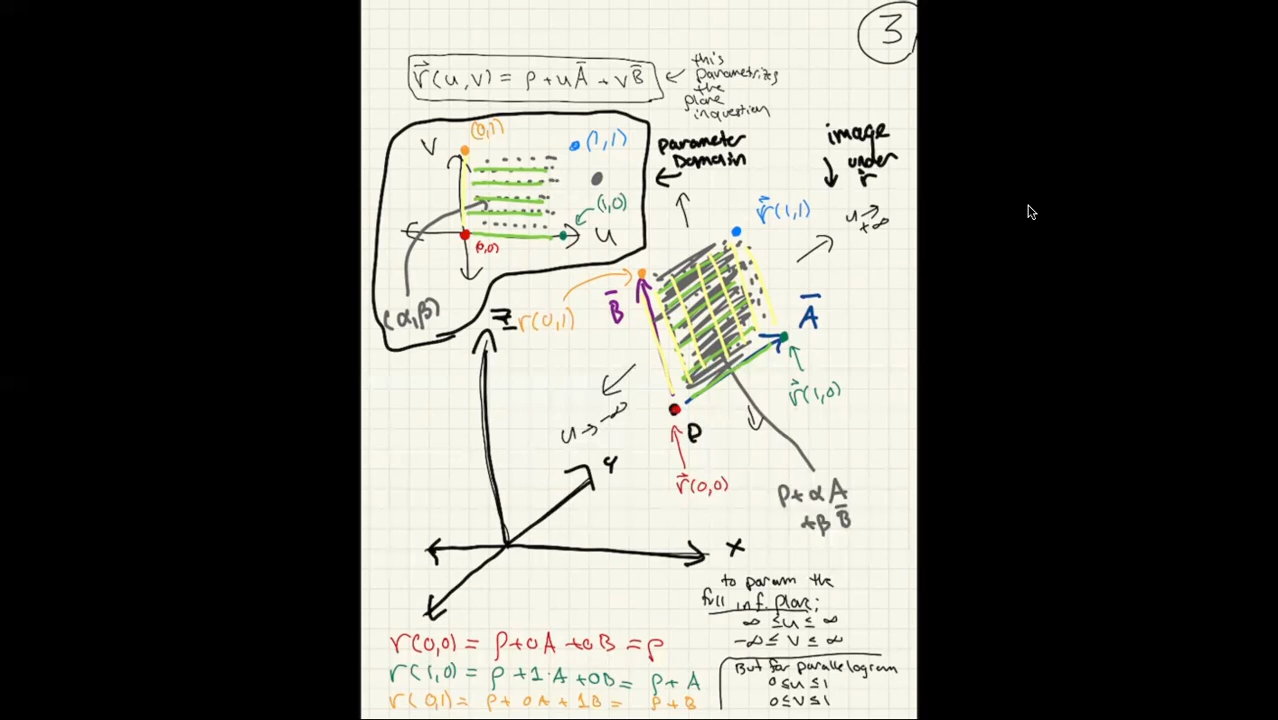 3
r⃗(u,v) = P + uA̅ + vB̅
this
parametrizes
the
plane
in question
(0,1)
V
(1,1)
(1,0)
u
(0,0)
(α,β)
parameter
Domain
image
under
r⃗
r⃗(1,1)
u→
+∞
B̅
A̅
r(0,1)
r⃗(1,0)
Z
u→ -∞
P
r⃗(0,0)
y
P + αA̅
+ βB̅
x
to param the
full inf. plane;
∞ ≤ u ≤ ∞
-∞ ≤ v ≤ ∞
But for parallelogram
0 ≤ u ≤ 1
0 ≤ v ≤ 1
r(0,0) = P + 0A + 0B = P
r(1,0) = P + 1·A + 0B = P + A
r(0,1) = P + 0A + 1B = P + B